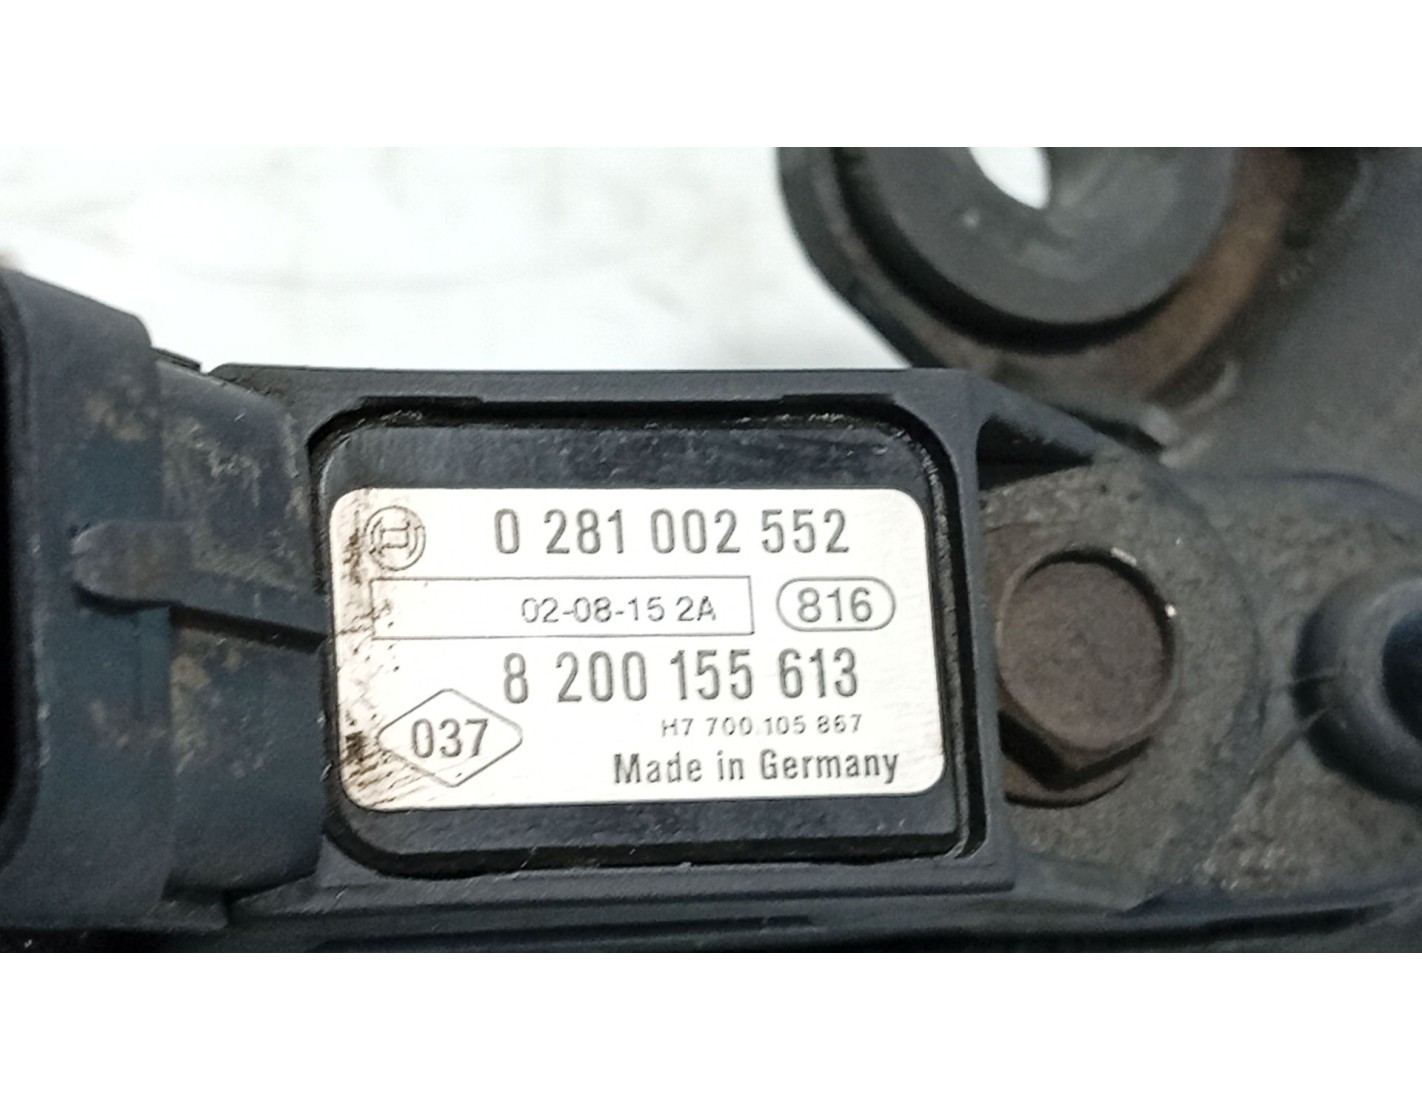 0 281 002 552
02-08-15 2A
816
8 200 155 613
037
H7 700 105 867
Made in Germany